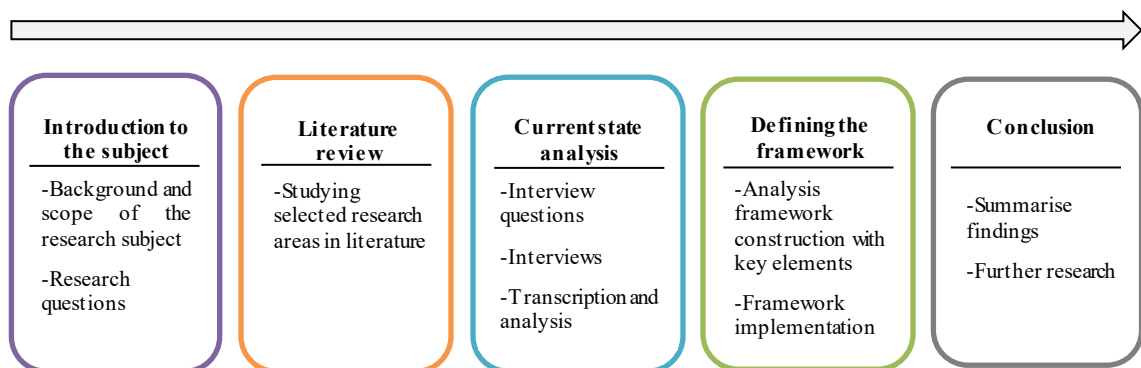 Introduction to
the subject
-Background and
scope of the
research subject
-Research
questions
Literature
review
-Studying
selected research
areas in literature
Current state
analysis
-Interview
questions
-Interviews
-Transcription and
analysis
Defining the
framework
-Analysis
framework
construction with
key elements
-Framework
implementation
Conclusion
-Summarise
findings
-Further research